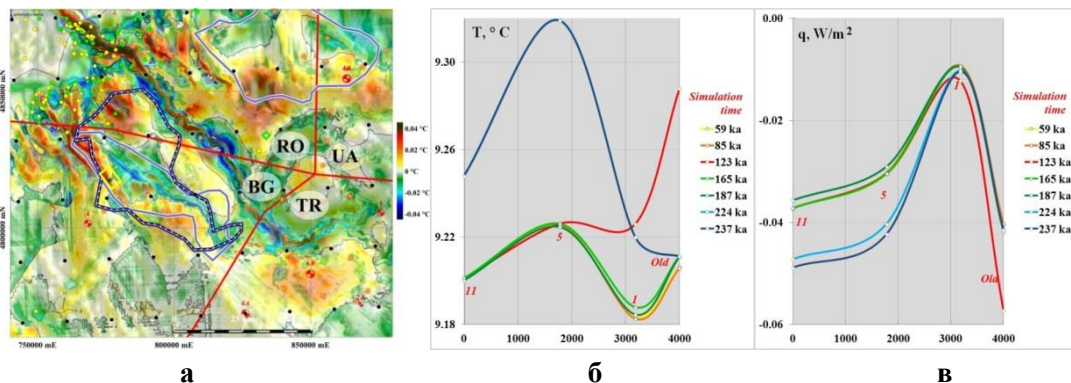 4850000 mN
4800000 mN
750000 mE
800000 mE
850000 mE
RO
UA
BG
TR
0.04 °C
0.02 °C
0 °C
-0.02 °C
-0.04 °C
а
T, ° C
9.30
9.26
9.22
9.18
0
1000
2000
3000
4000
11
5
1
Old
Simulation
time
59 ka
85 ka
123 ka
165 ka
187 ka
224 ka
237 ka
б
q, W/m²
0.00
-0.02
-0.04
-0.06
0
1000
2000
3000
4000
11
5
1
Old
Simulation
time
59 ka
85 ka
123 ka
165 ka
187 ka
224 ka
237 ka
в